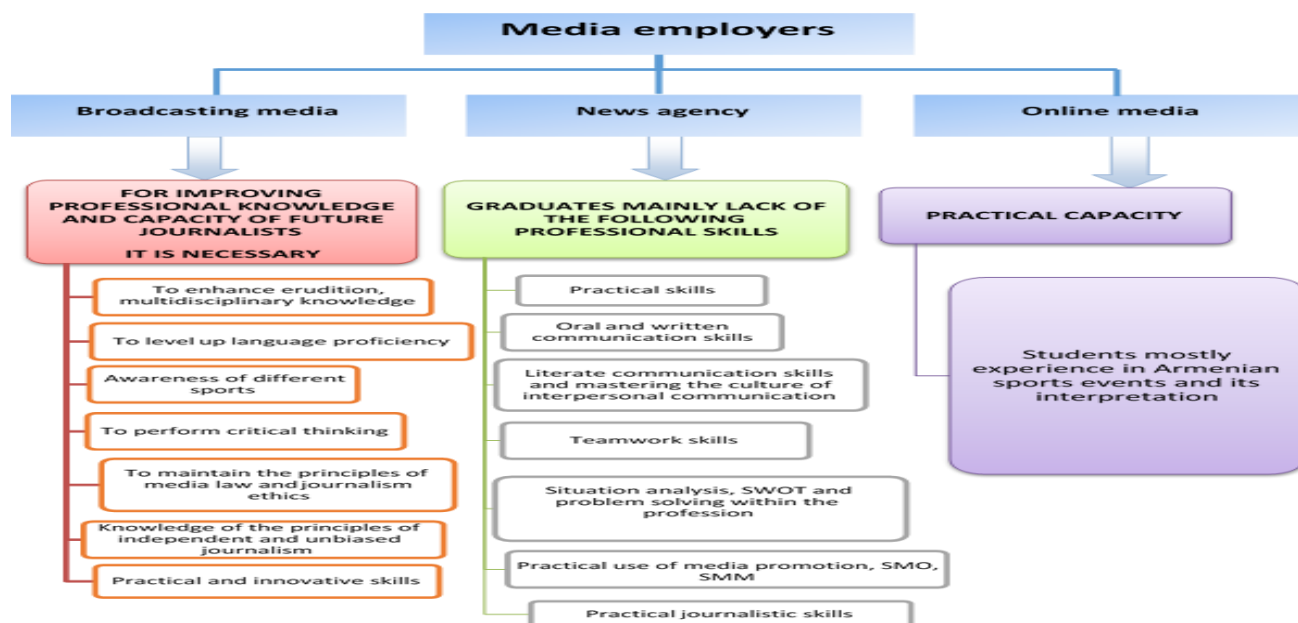 Media employers
Broadcasting media
News agency
Online media
FOR IMPROVING
PROFESSIONAL KNOWLEDGE
AND CAPACITY OF FUTURE
JOURNALISTS
IT IS NECESSARY
To enhance erudition,
multidisciplinary knowledge
To level up language proficiency
Awareness of different
sports
To perform critical thinking
To maintain the principles of
media law and journalism
ethics
Knowledge of the principles of
independent and unbiased
journalism
Practical and innovative skills
GRADUATES MAINLY LACK OF
THE FOLLOWING
PROFESSIONAL SKILLS
Practical skills
Oral and written
communication skills
Literate communication skills
and mastering the culture of
interpersonal communication
Teamwork skills
Situation analysis, SWOT and
problem solving within the
profession
Practical use of media promotion, SMO,
SMM
Practical journalistic skills
PRACTICAL CAPACITY
Students mostly
experience in Armenian
sports events and its
interpretation